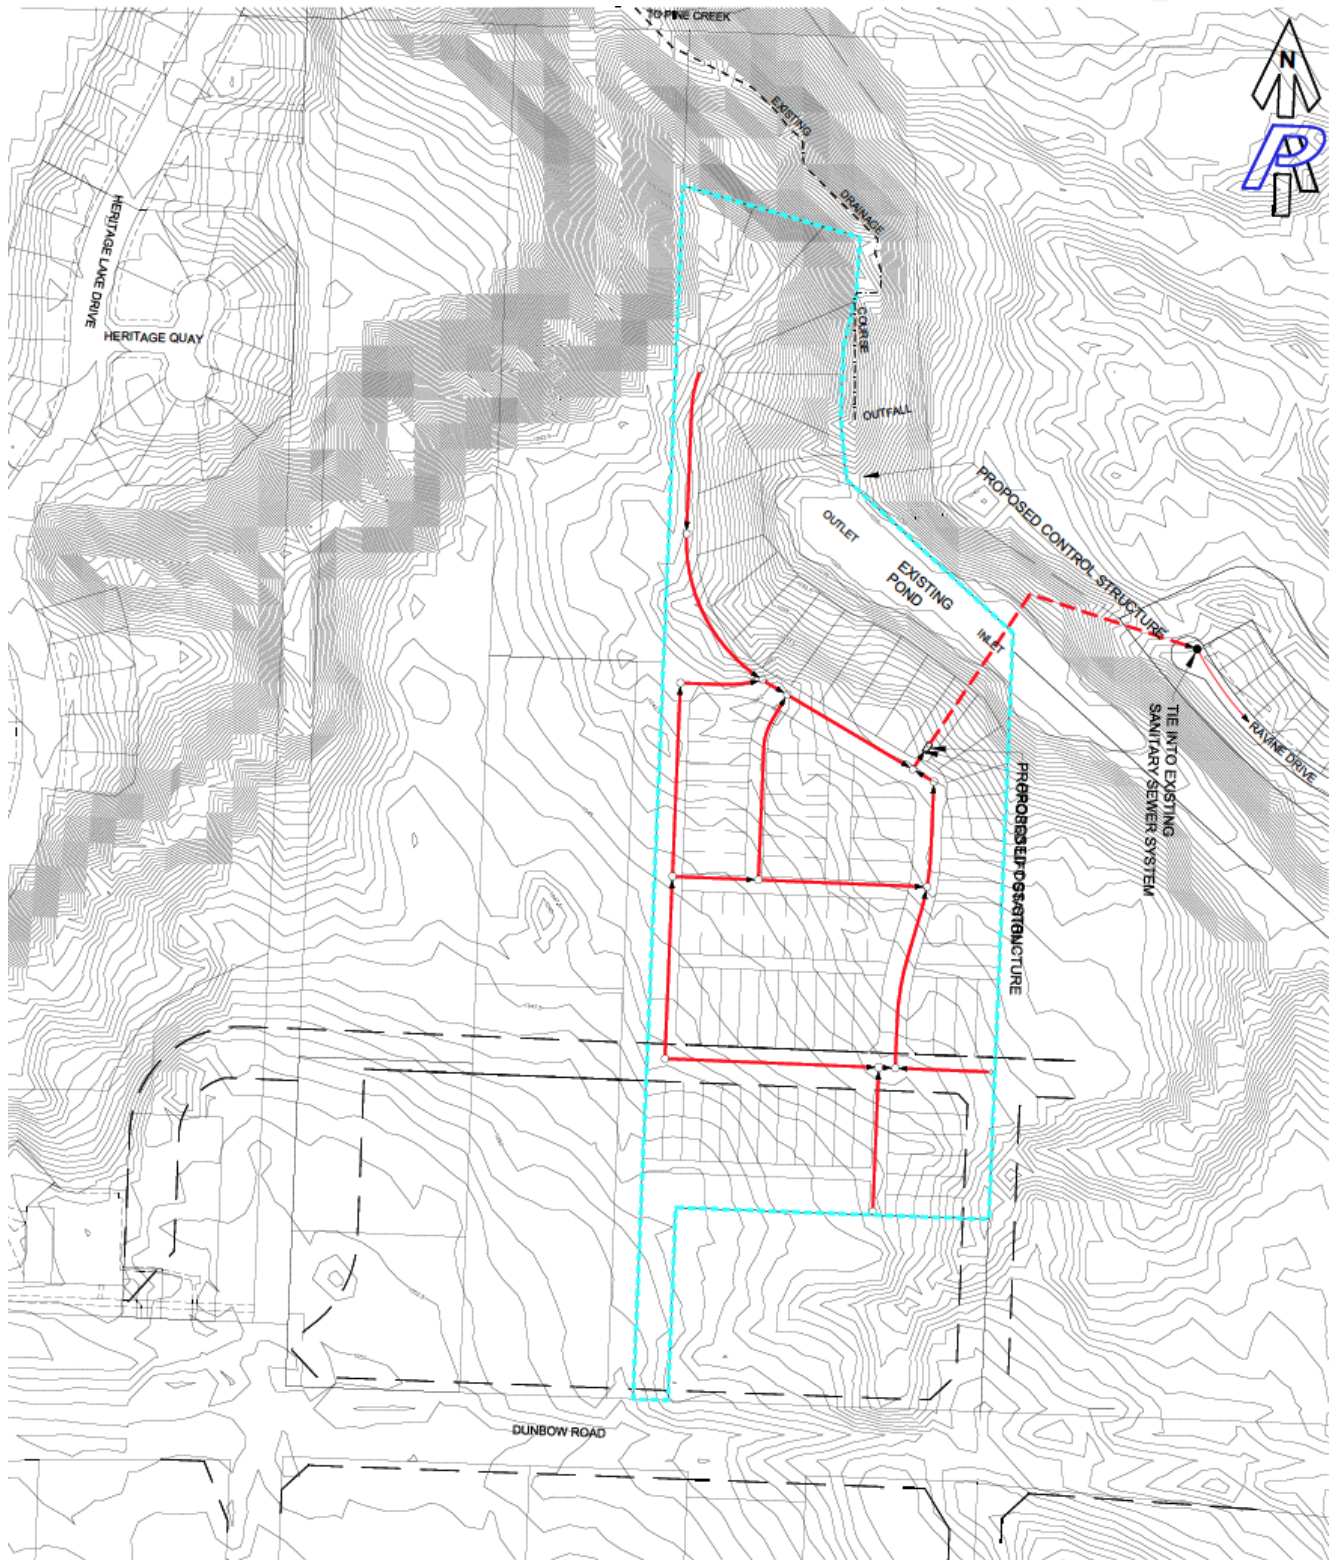 TO PINE CREEK
N
EXISTING
DRAINAGE
COURSE
OUTFALL
HERITAGE LAKE DRIVE
HERITAGE QUAY
PROPOSED CONTROL STRUCTURE
OUTLET
EXISTING
POND
INLET
TIE INTO EXISTING
SANITARY SEWER SYSTEM
RAVINE DRIVE
DUNBOW ROAD